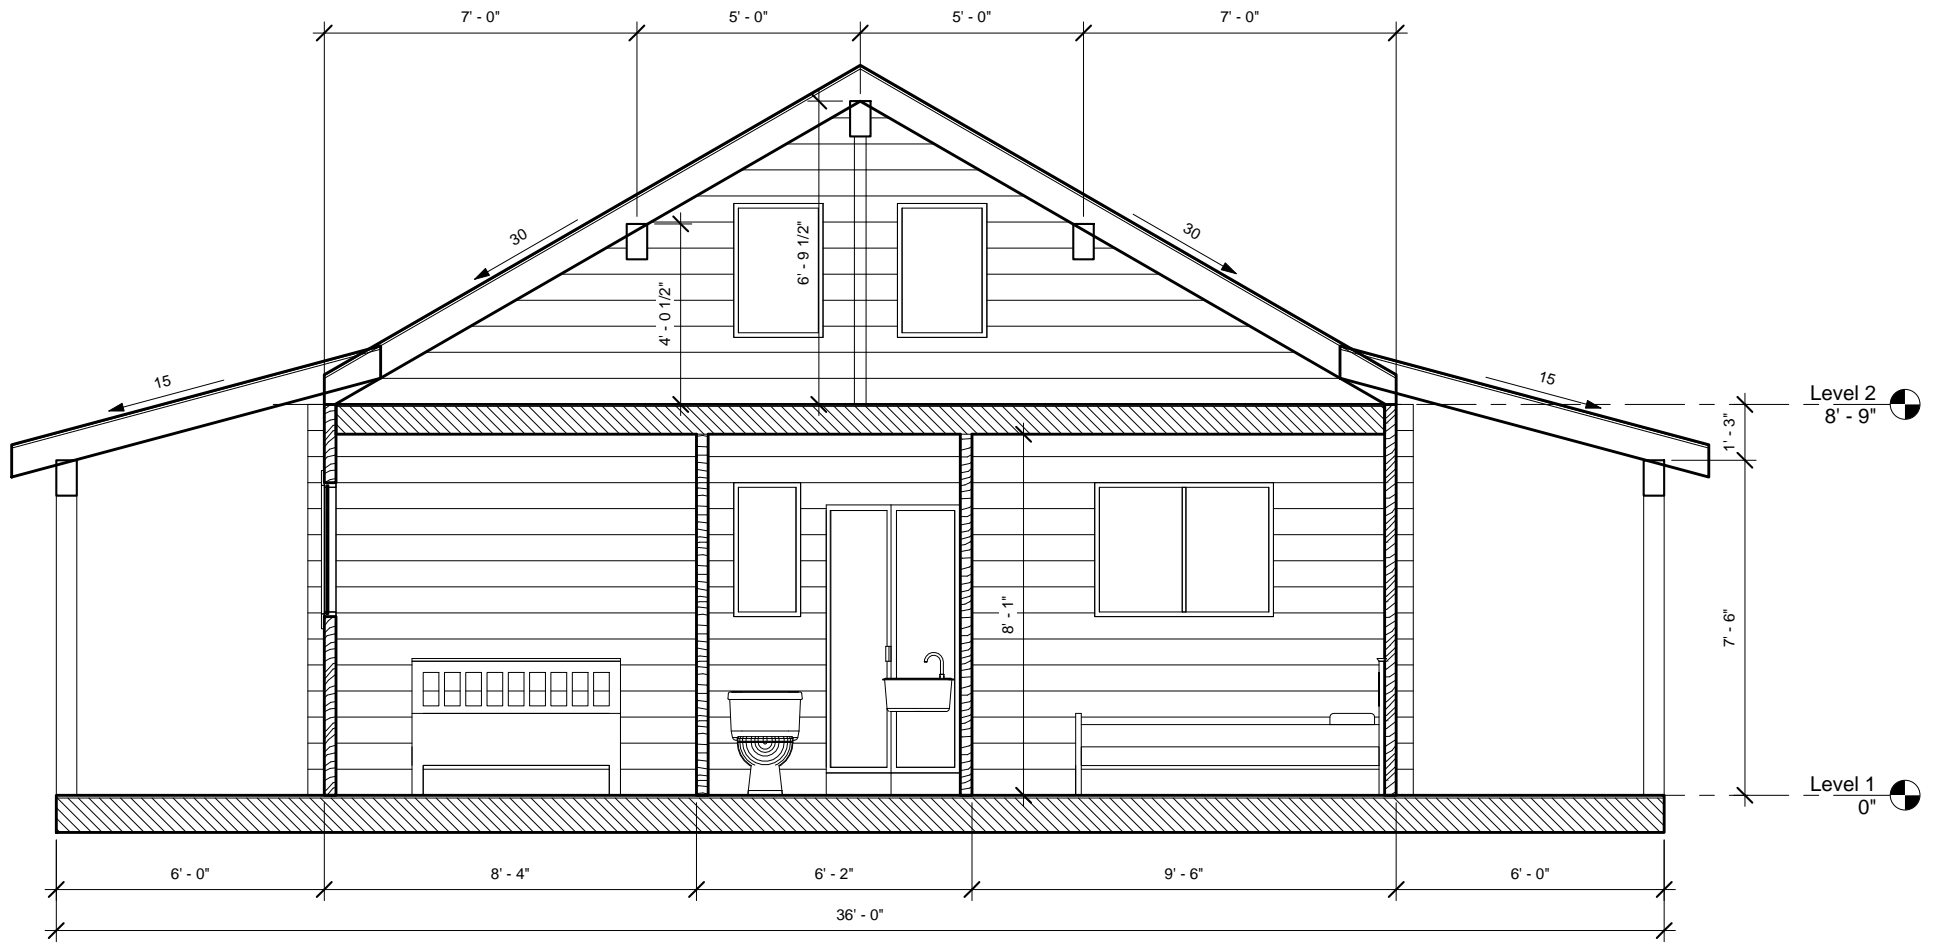 7' - 0"
5' - 0"
5' - 0"
7' - 0"
30
30
6' - 9 1/2"
4' - 0 1/2"
15
15
Level 2
8' - 9"
1' - 3"
8' - 1"
7' - 6"
Level 1
0"
6' - 0"
8' - 4"
6' - 2"
9' - 6"
6' - 0"
36' - 0"